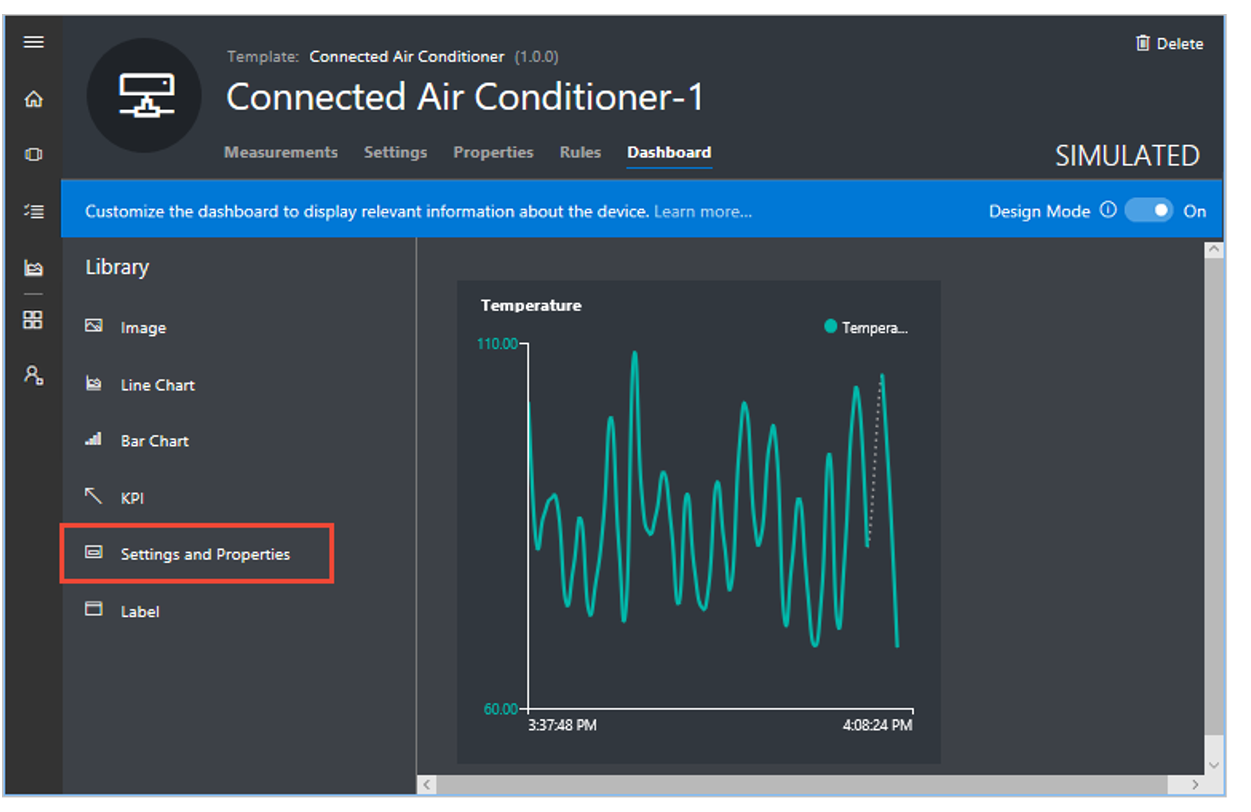 Delete
Template: Connected Air Conditioner (1.0.0)
Connected Air Conditioner-1
Measurements Settings Properties Rules Dashboard
SIMULATED
Customize the dashboard to display relevant information about the device. Learn more...
Design Mode On
Library
Image
Line Chart
Bar Chart
KPI
Settings and Properties
Label
Temperature
Tempera...
110.00
60.00
3:37:48 PM 4:08:24 PM